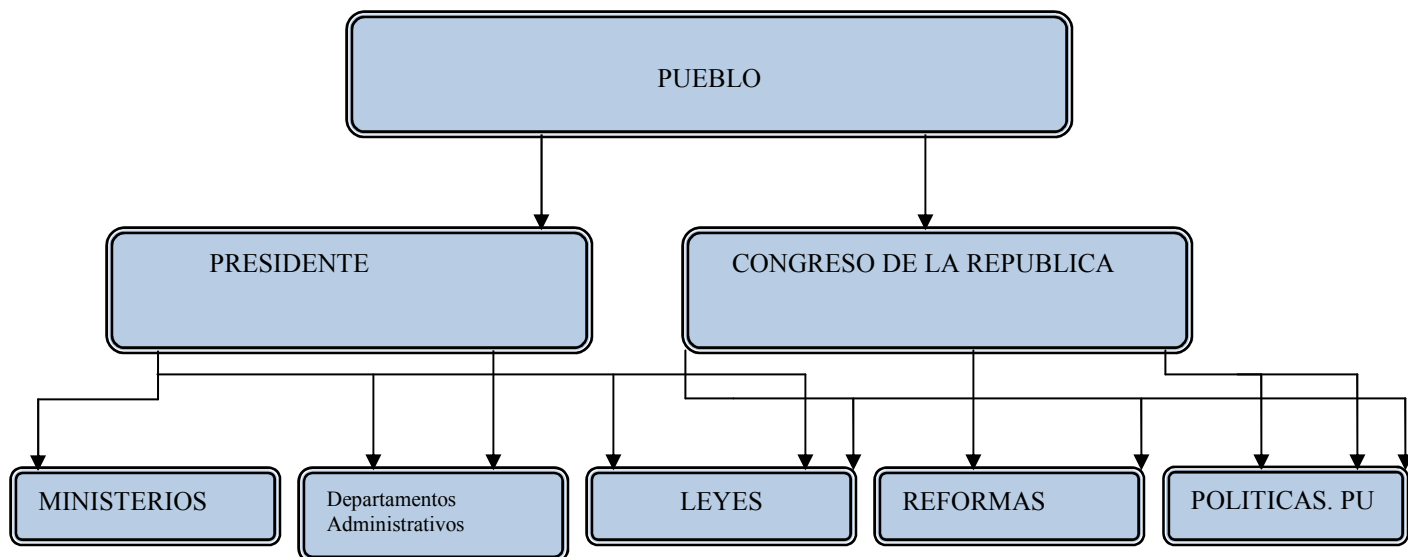 PUEBLO
PRESIDENTE
CONGRESO DE LA REPUBLICA
MINISTERIOS
Departamentos
Administrativos
LEYES
REFORMAS
POLITICAS. PU